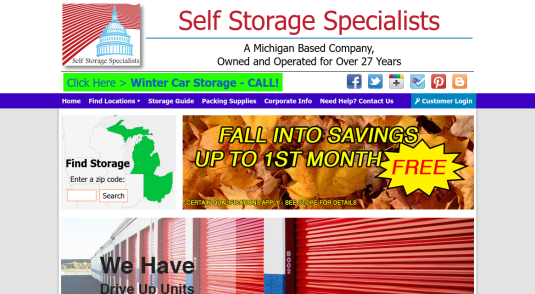 Self Storage Specialists
Self Storage Specialists
A Michigan Based Company,
Owned and Operated for Over 27 Years
Click Here > Winter Car Storage - CALL!
Home Find Locations Storage Guide Packing Supplies Corporate Info Need Help? Contact Us Customer Login
Find Storage
Enter a zip code:
Search
FALL INTO SAVINGS
UP TO 1ST MONTH
FREE
CERTAIN QUALIFICATIONS APPLY - SEE STORE FOR DETAILS
We Have
Drive Up Units
8002